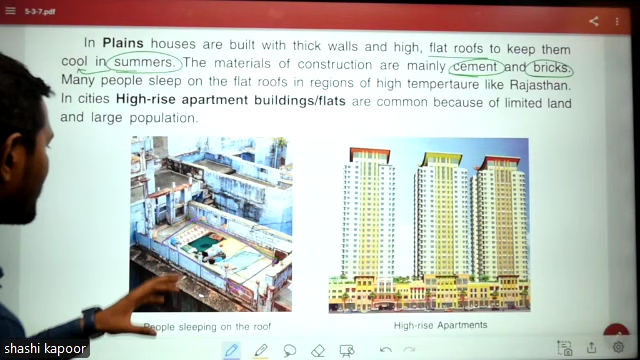 5-3-7.pdf
In Plains houses are built with thick walls and high, flat roofs to keep them
cool in summers. The materials of construction are mainly cement and bricks.
Many people sleep on the flat roofs in regions of high tempertaure like Rajasthan.
In cities High-rise apartment buildings/flats are common because of limited land
and large population.
People sleeping on the roof
High-rise Apartments
shashi kapoor